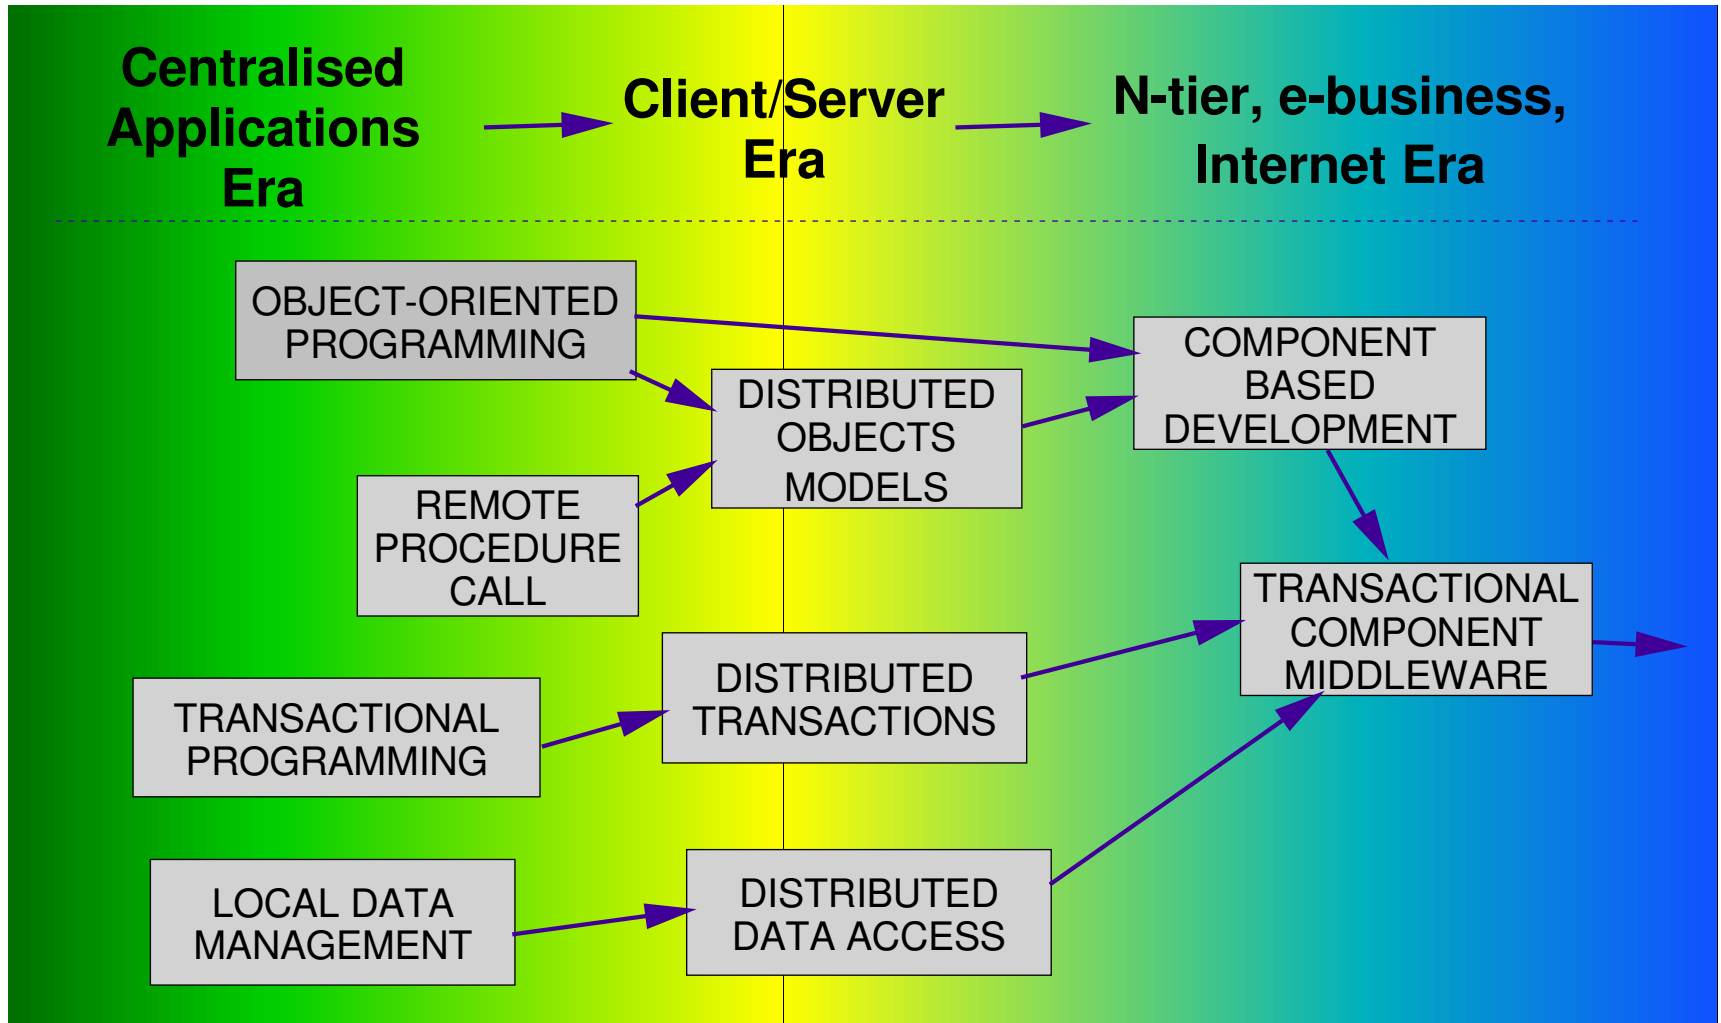 Centralised
Applications
Era
Client/Server
Era
N-tier, e-business,
Internet Era
OBJECT-ORIENTED
PROGRAMMING
COMPONENT
BASED
DEVELOPMENT
DISTRIBUTED
OBJECTS
MODELS
REMOTE
PROCEDURE
CALL
TRANSACTIONAL
COMPONENT
MIDDLEWARE
DISTRIBUTED
TRANSACTIONS
TRANSACTIONAL
PROGRAMMING
LOCAL DATA
MANAGEMENT
DISTRIBUTED
DATA ACCESS